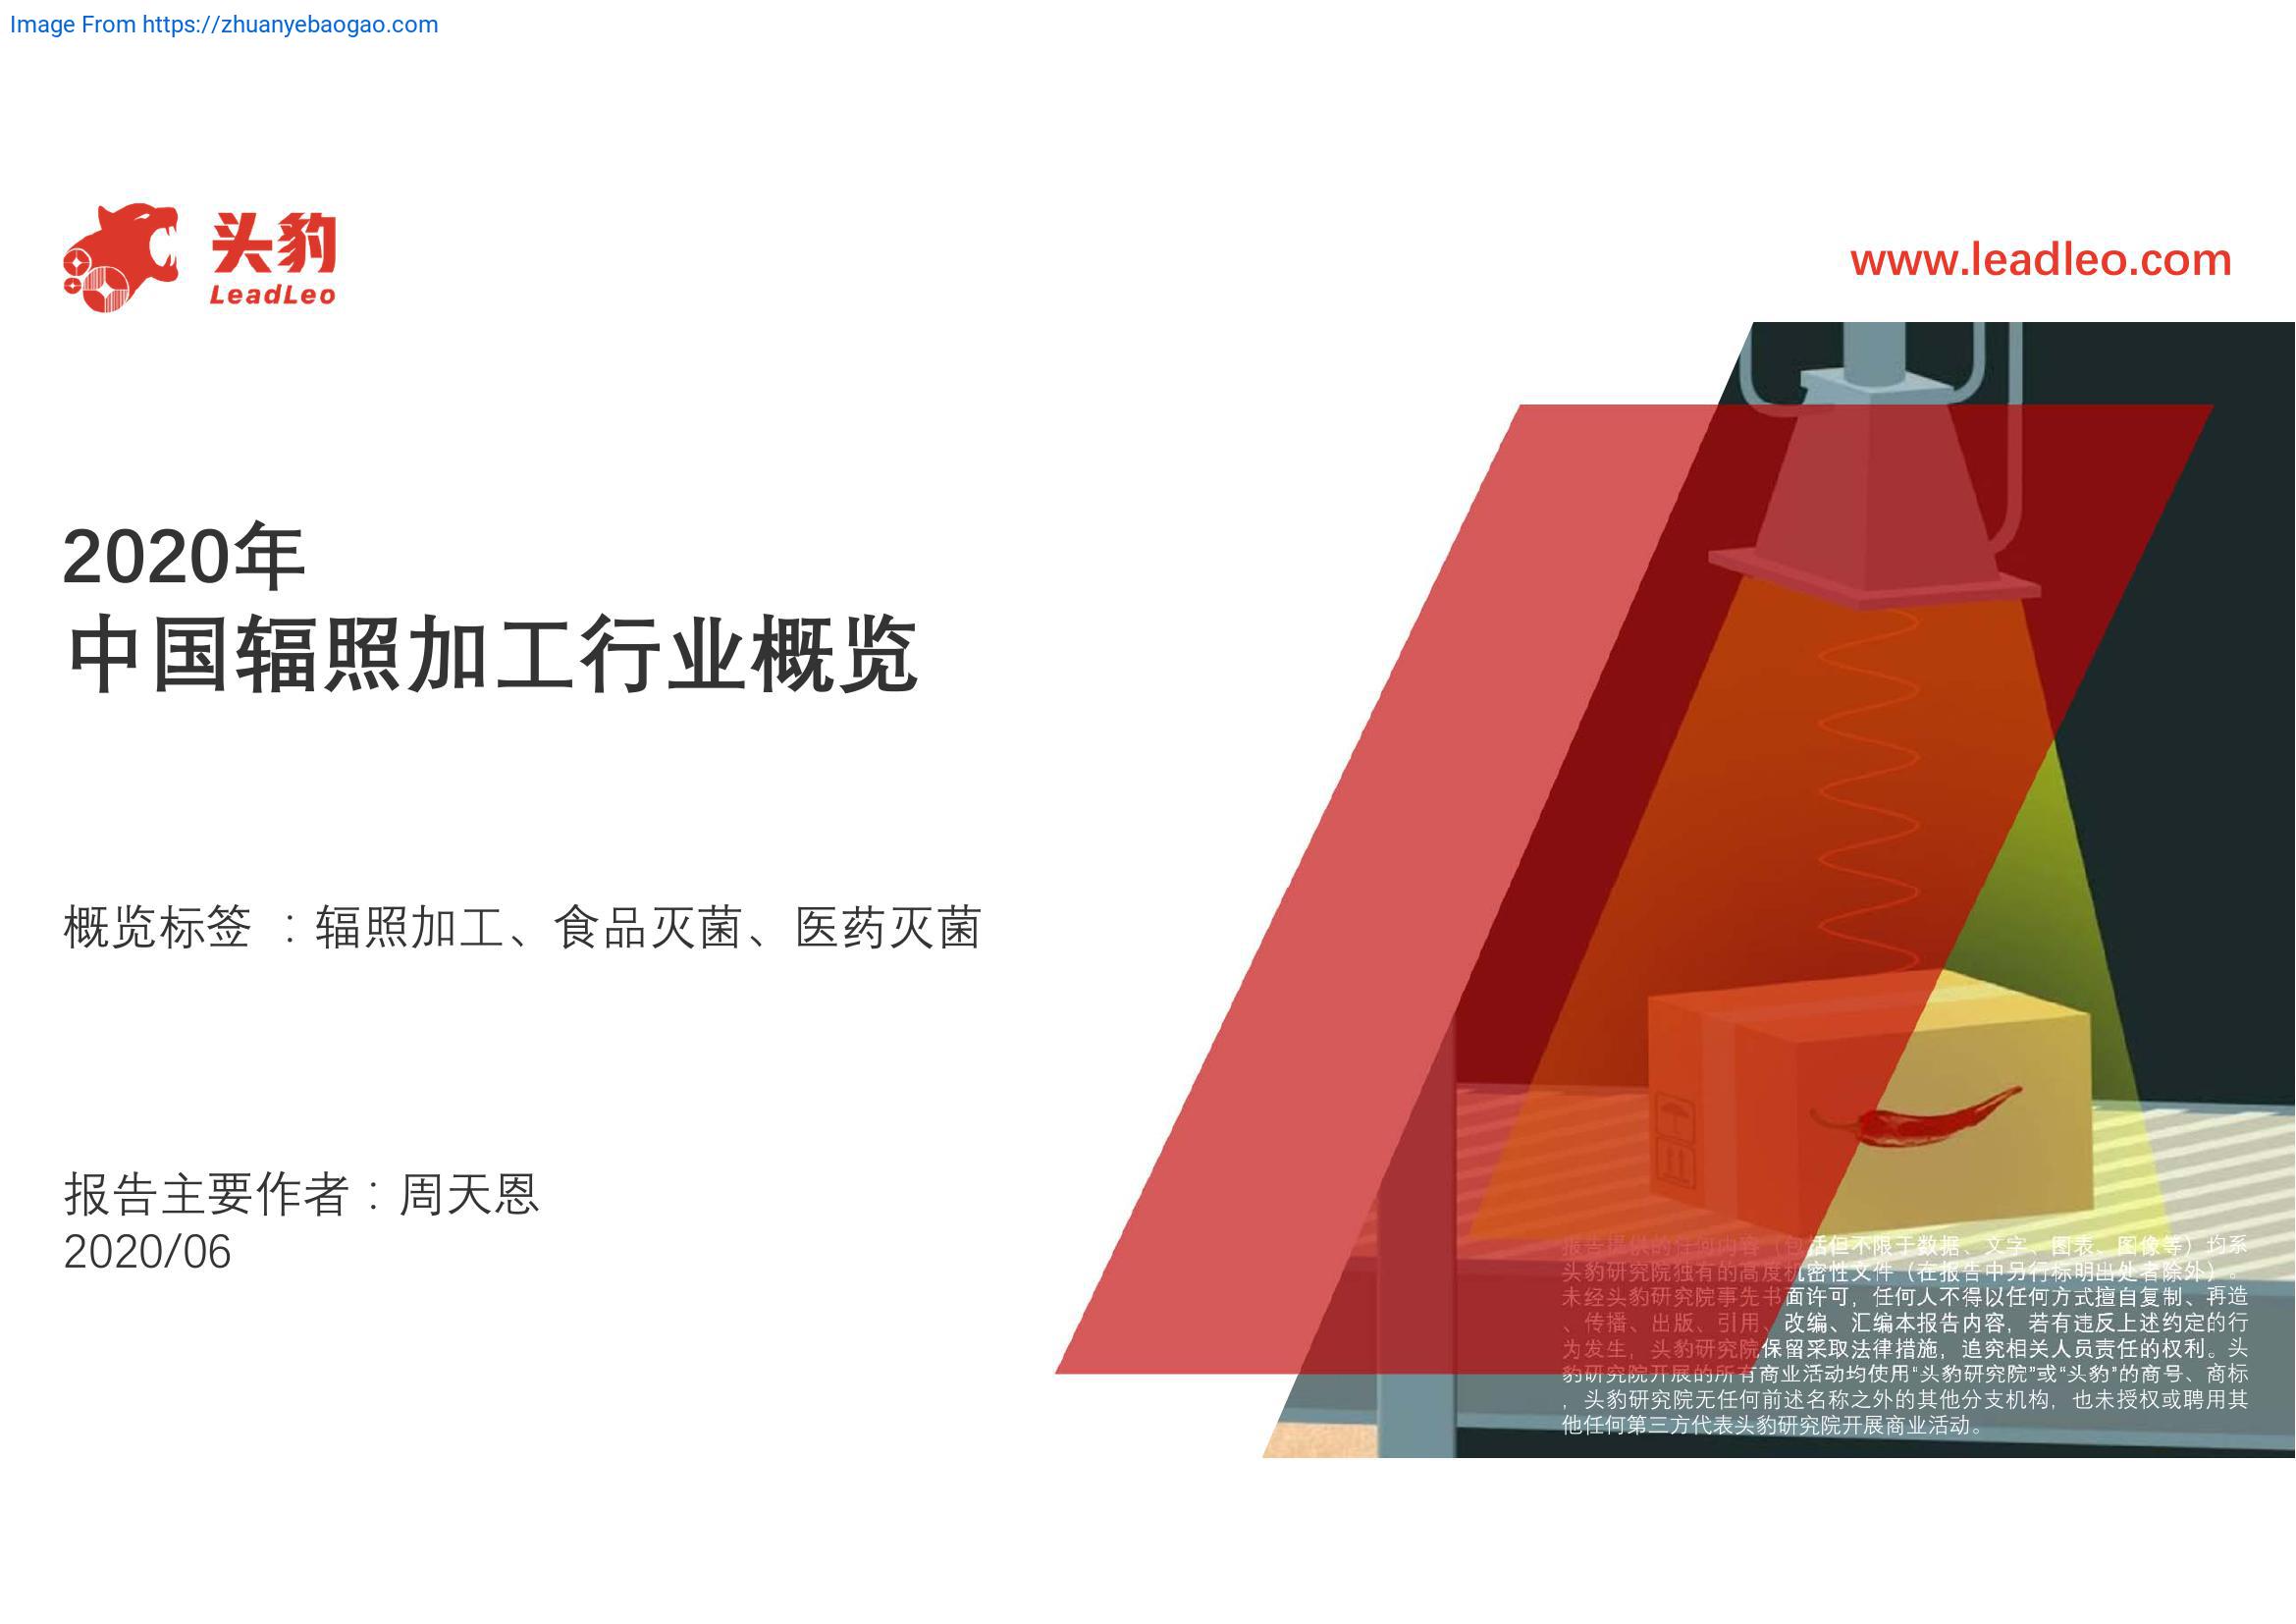 Image From https://zhuanyebaogao.com
头豹
LeadLeo
www.leadleo.com
2020年
中国辐照加工行业概览
概览标签 ：辐照加工、食品灭菌、医药灭菌
报告主要作者：周天恩
2020/06
报告提供的任何内容（包括但不限于数据、文字、图表、图像等）均系
头豹研究院独有的高度机密性文件（在报告中另行标明出处者除外）。
未经头豹研究院事先书面许可，任何人不得以任何方式擅自复制、再造
、传播、出版、引用、改编、汇编本报告内容，若有违反上述约定的行
为发生，头豹研究院保留采取法律措施，追究相关人员责任的权利。头
豹研究院开展的所有商业活动均使用“头豹研究院”或“头豹”的商号、商标
，头豹研究院无任何前述名称之外的其他分支机构，也未授权或聘用其
他任何第三方代表头豹研究院开展商业活动。